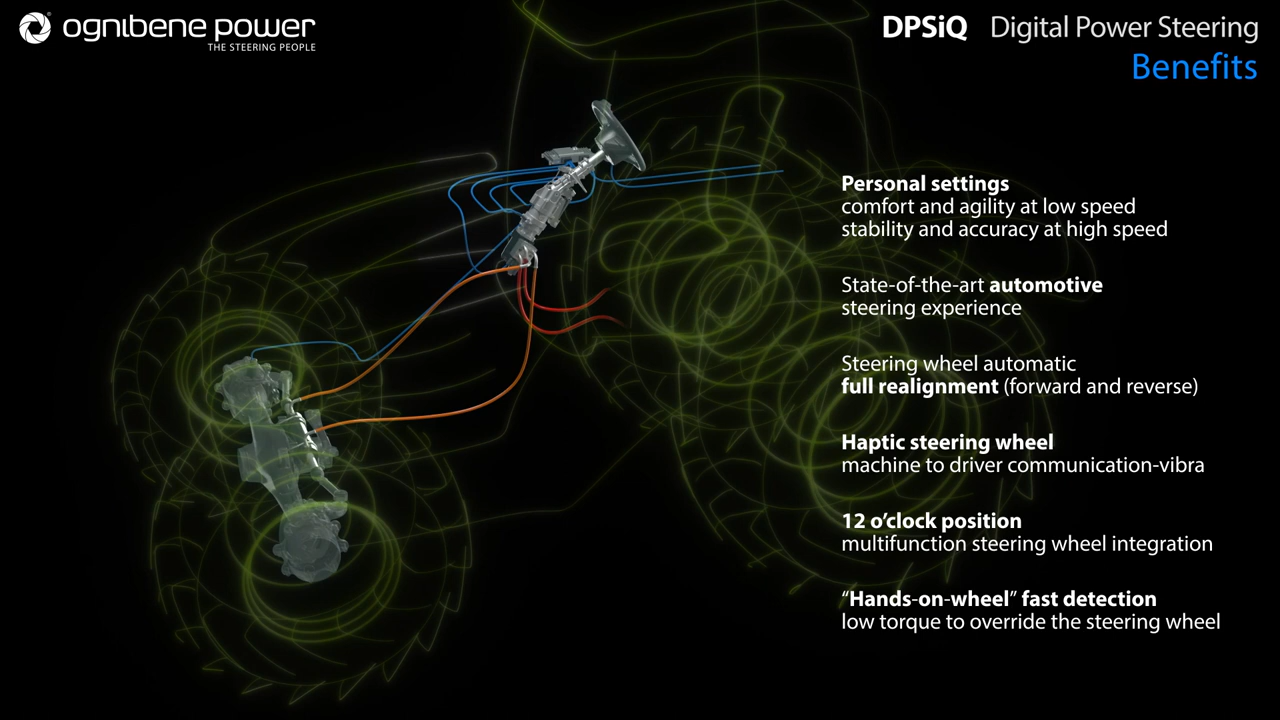 ognibene power
THE STEERING PEOPLE
DPSiQ Digital Power Steering
Benefits
Personal settings
comfort and agility at low speed
stability and accuracy at high speed
State-of-the-art automotive
steering experience
Steering wheel automatic
full realignment (forward and reverse)
Haptic steering wheel
machine to driver communication-vibra
12 o’clock position
multifunction steering wheel integration
“Hands-on-wheel” fast detection
low torque to override the steering wheel